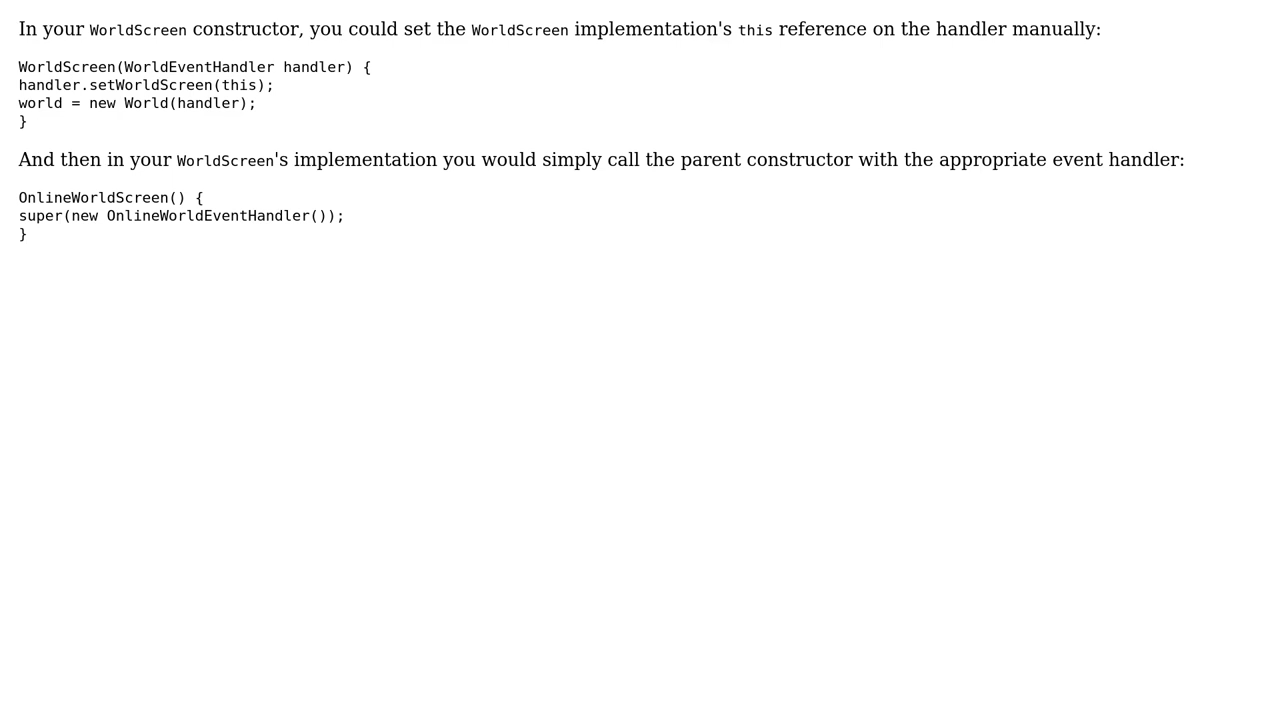 In your WorldScreen constructor, you could set the WorldScreen implementation's this reference on the handler manually:
WorldScreen(WorldEventHandler handler) {
handler.setWorldScreen(this);
world = new World(handler);
}
And then in your WorldScreen's implementation you would simply call the parent constructor with the appropriate event handler:
OnlineWorldScreen() {
super(new OnlineWorldEventHandler());
}